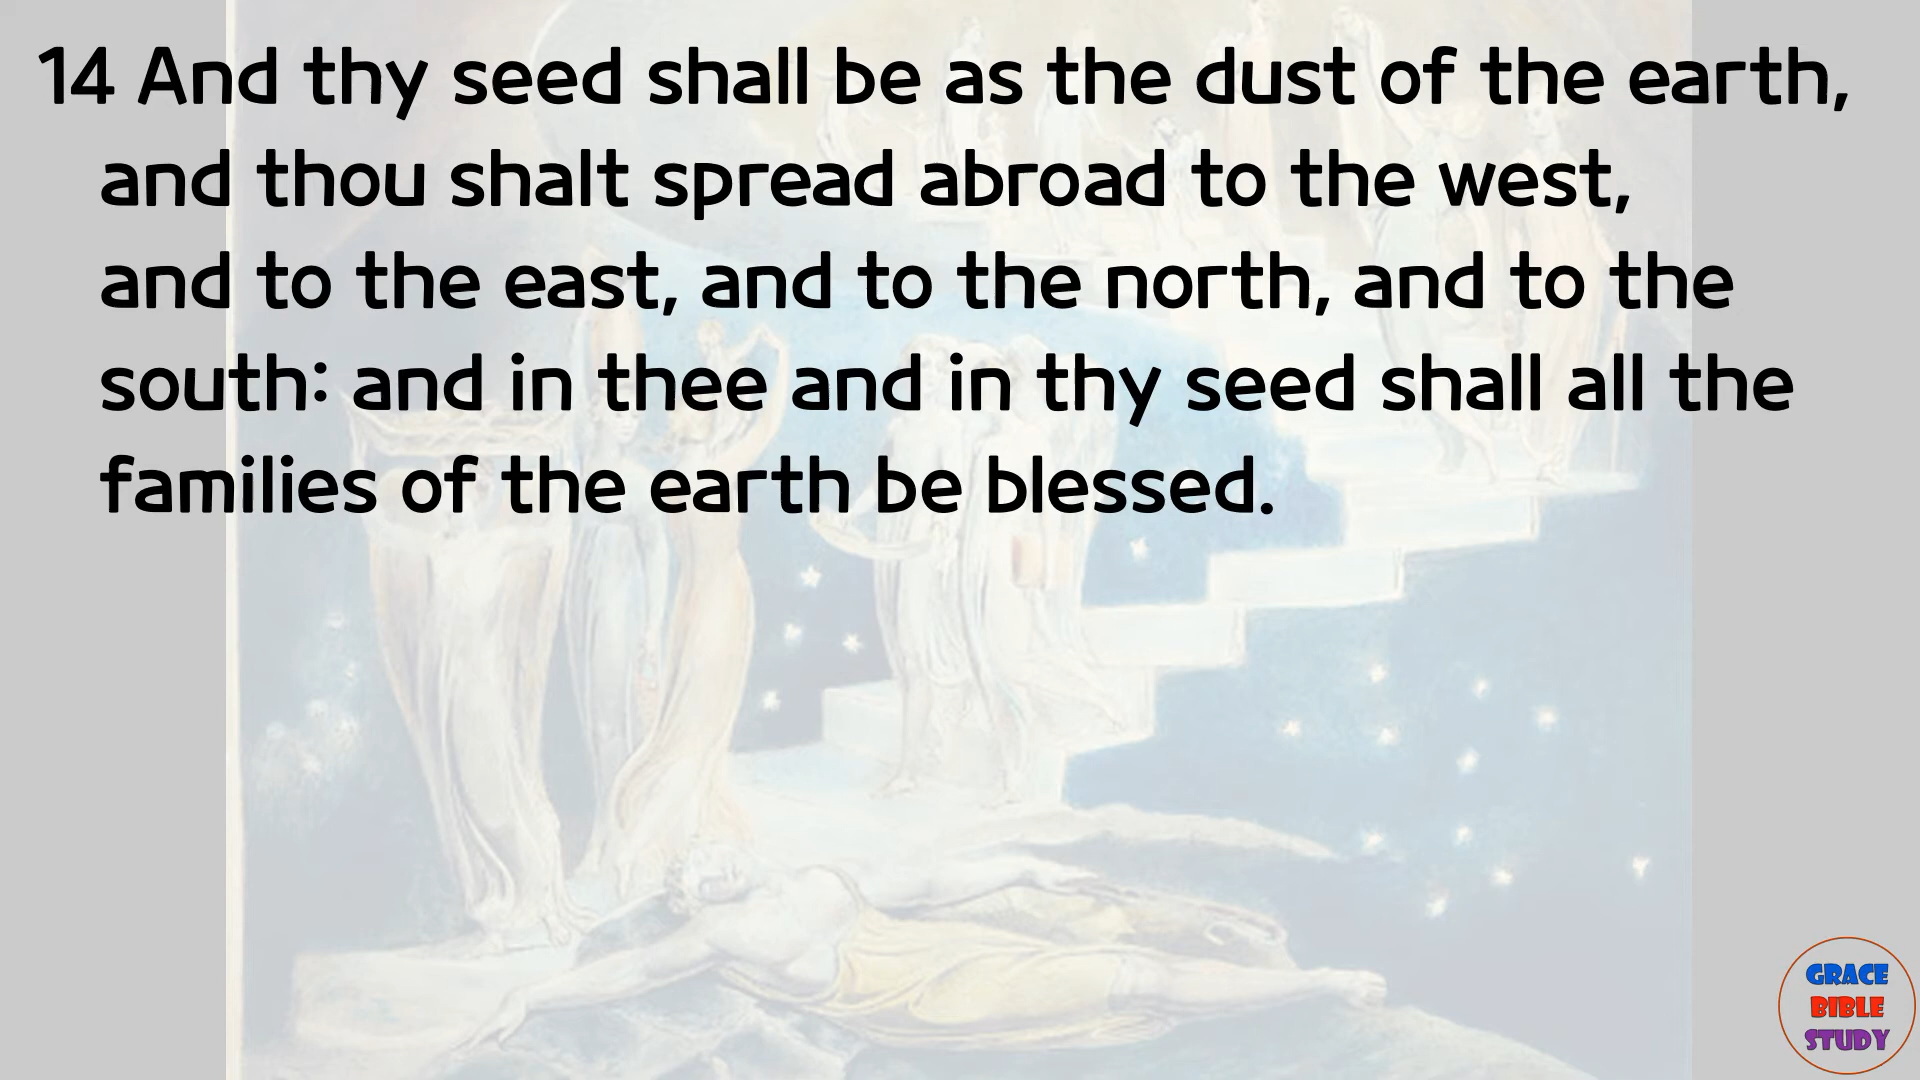 14 And thy seed shall be as the dust of the earth,
and thou shalt spread abroad to the west,
and to the east, and to the north, and to the
south: and in thee and in thy seed shall all the
families of the earth be blessed.
GRACE
BIBLE
STUDY